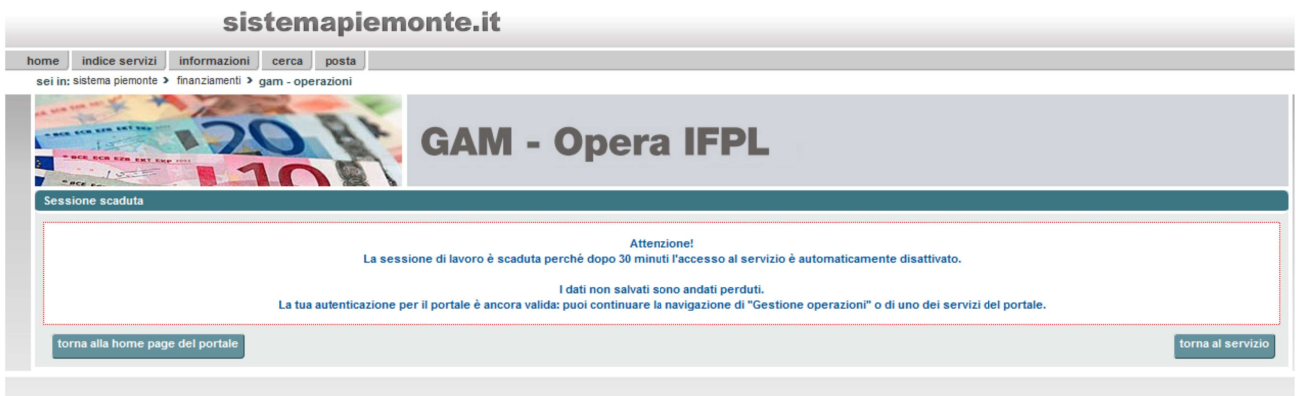 sistemapiemonte.it
home indice servizi informazioni cerca posta
sei in: sistema piemonte > finanziamenti > gam - operazioni
20
10
GAM - Opera IFPL
Sessione scaduta
Attenzione!
La sessione di lavoro è scaduta perché dopo 30 minuti l'accesso al servizio è automaticamente disattivato.
I dati non salvati sono andati perduti.
La tua autenticazione per il portale è ancora valida: puoi continuare la navigazione di "Gestione operazioni" o di uno dei servizi del portale.
torna alla home page del portale torna al servizio